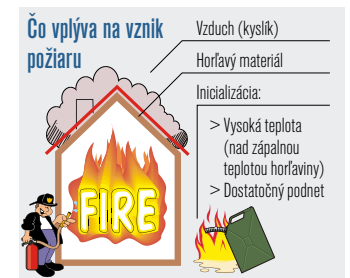 Čo vplýva na vznik
požiaru
Vzduch (kyslík)
Horľavý materiál
Inicializácia:
> Vysoká teplota
(nad zápalnou
teplotou horľaviny)
> Dostatočný podnet
FIRE